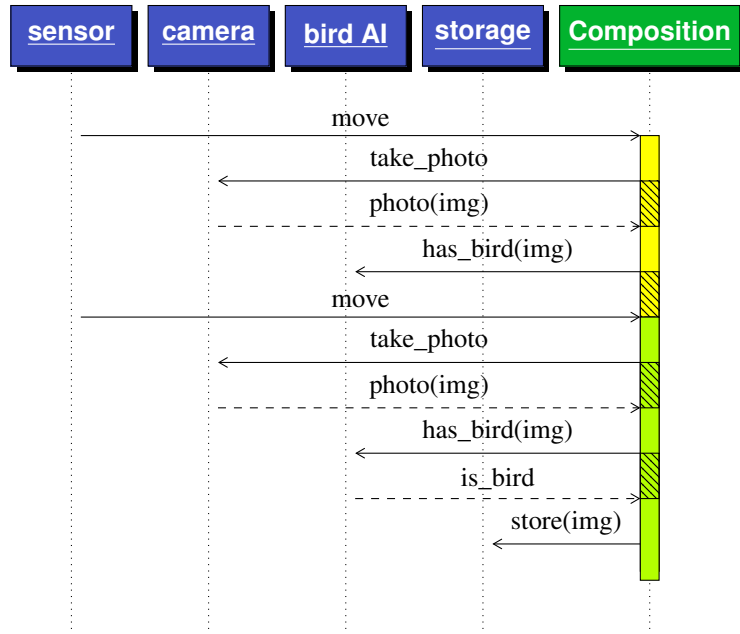 sensor camera bird AI storage Composition
move
take_photo
photo(img)
has_bird(img)
move
take_photo
photo(img)
has_bird(img)
is_bird
store(img)